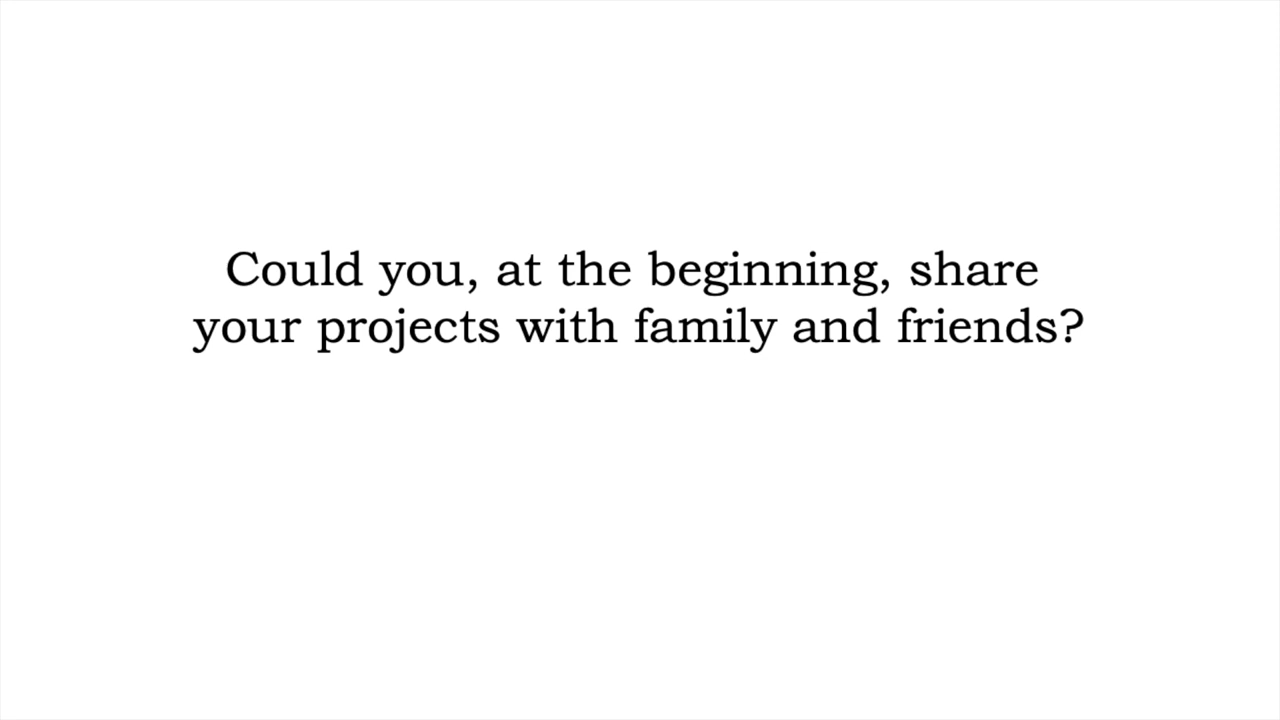 Could you, at the beginning, share
your projects with family and friends?